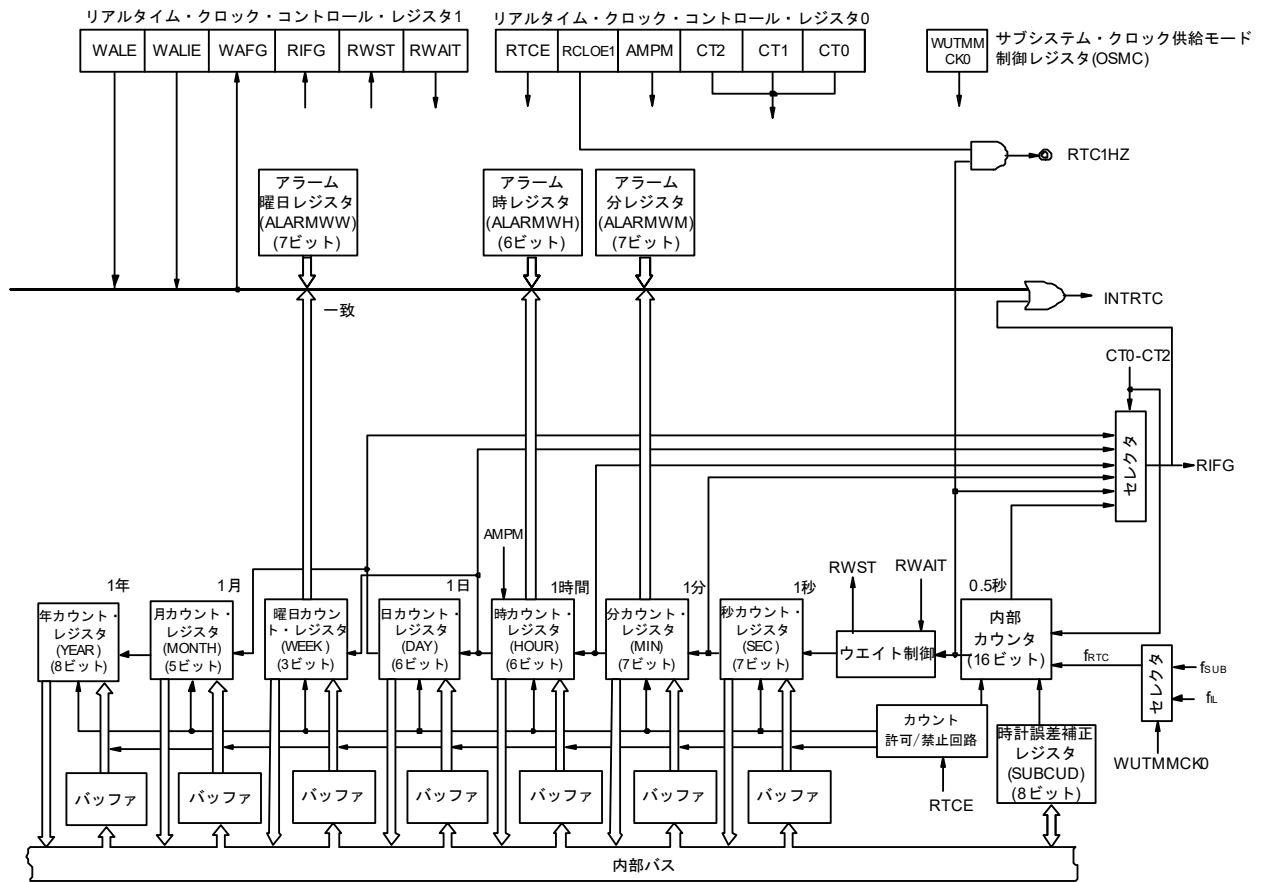 リアルタイム・クロック・コントロール・レジスタ1
リアルタイム・クロック・コントロール・レジスタ0
WALE WALIE WAFG RIFG RWST RWAIT
RTCE RCLOE1 AMPM CT2 CT1 CT0
WUTMM
CK0
サブシステム・クロック供給モード
制御レジスタ(OSMC)
RTC1HZ
アラーム
曜日レジスタ
(ALARMWW)
(7ビット)
アラーム
時レジスタ
(ALARMWH)
(6ビット)
アラーム
分レジスタ
(ALARMWM)
(7ビット)
一致
INTRTC
CT0-CT2
セレクタ
RIFG
AMPM
RWST
RWAIT
1年
1月
1日
1時間
1分
1秒
0.5秒
年カウント・
レジスタ
(YEAR)
(8ビット)
月カウント・
レジスタ
(MONTH)
(5ビット)
曜日カウン
ト・レジスタ
(WEEK)
(3ビット)
日カウント・
レジスタ
(DAY)
(6ビット)
時カウント・
レジスタ
(HOUR)
(6ビット)
分カウント・
レジスタ
(MIN)
(7ビット)
秒カウント・
レジスタ
(SEC)
(7ビット)
ウエイト制御
内部
カウンタ
(16ビット)
fRTC
セレクタ
fSUB
fIL
WUTMMCK0
カウント
許可/禁止回路
RTCE
時計誤差補正
レジスタ
(SUBCUD)
(8ビット)
バッファ
バッファ
バッファ
バッファ
バッファ
バッファ
バッファ
内部バス